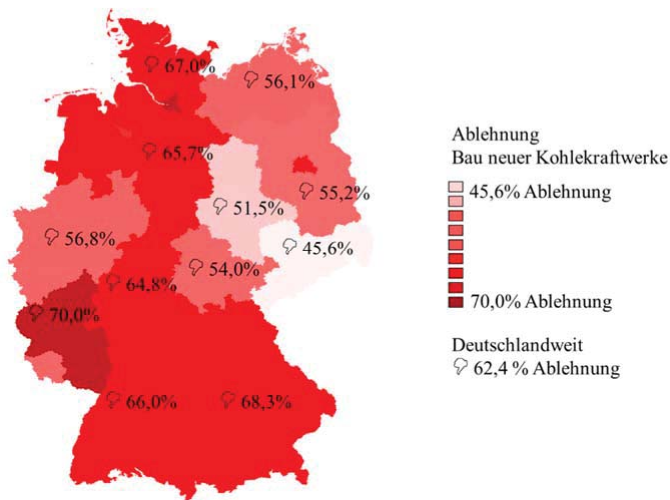 67,0%
56,1%
65,7%
55,2%
51,5%
56,8%
45,6%
54,0%
64,8%
70,0%
66,0%
68,3%
Ablehnung
Bau neuer Kohlekraftwerke
45,6% Ablehnung
70,0% Ablehnung
Deutschlandweit
62,4 % Ablehnung